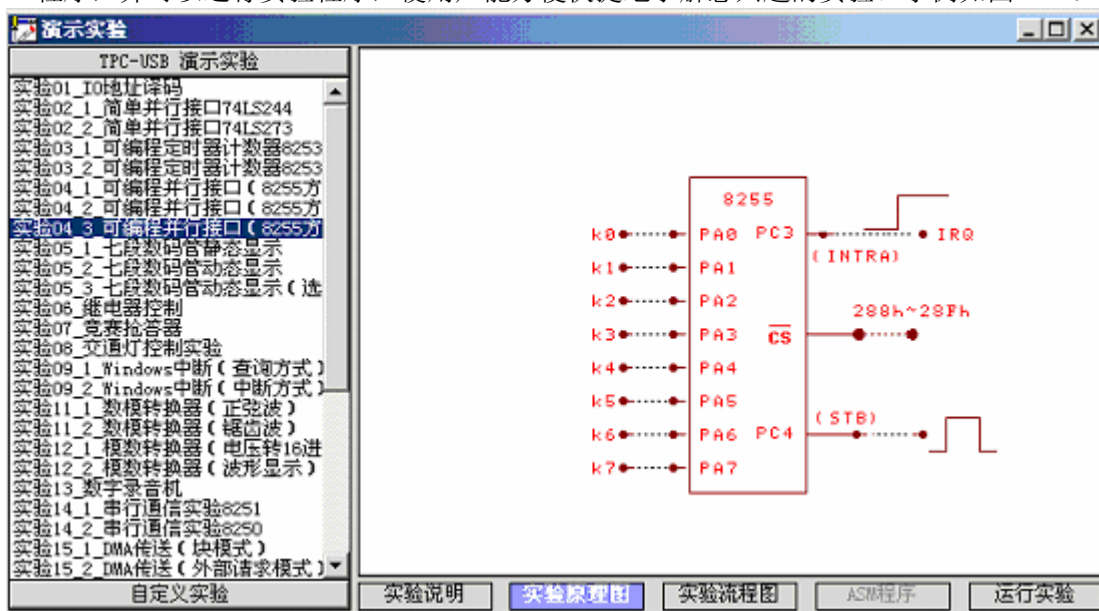 演示实验
TPC-USB 演示实验
实验01_IO地址译码
实验02_1_简单并行接口74LS244
实验02_2_简单并行接口74LS273
实验03_1_可编程定时器计数器8253
实验03_2_可编程定时器计数器8253
实验04_1_可编程并行接口(8255方
实验04_2_可编程并行接口(8255方
实验04_3_可编程并行接口(8255方
实验05_1_七段数码管静态显示
实验05_2_七段数码管动态显示
实验05_3_七段数码管动态显示(选
实验06_继电器控制
实验07_竞赛抢答器
实验08_交通灯控制实验
实验09_1_Windows中断(查询方式)
实验09_2_Windows中断(中断方式)
实验11_1_数模转换器(正弦波)
实验11_2_数模转换器(锯齿波)
实验12_1_模数转换器(电压转16进
实验12_2_模数转换器(波形显示)
实验13_数字录音机
实验14_1_串行通信实验8251
实验14_2_串行通信实验8250
实验15_1_DMA传送(块模式)
实验15_2_DMA传送(外部请求模式)
自定义实验
8255
k0 PA0 PC3 IRQ
(INTRA)
k1 PA1
k2 PA2
288h~28Fh
k3 PA3 CS
k4 PA4
k5 PA5
(STB)
k6 PA6 PC4
k7 PA7
实验说明 实验原理图 实验流程图 ASM程序 运行实验